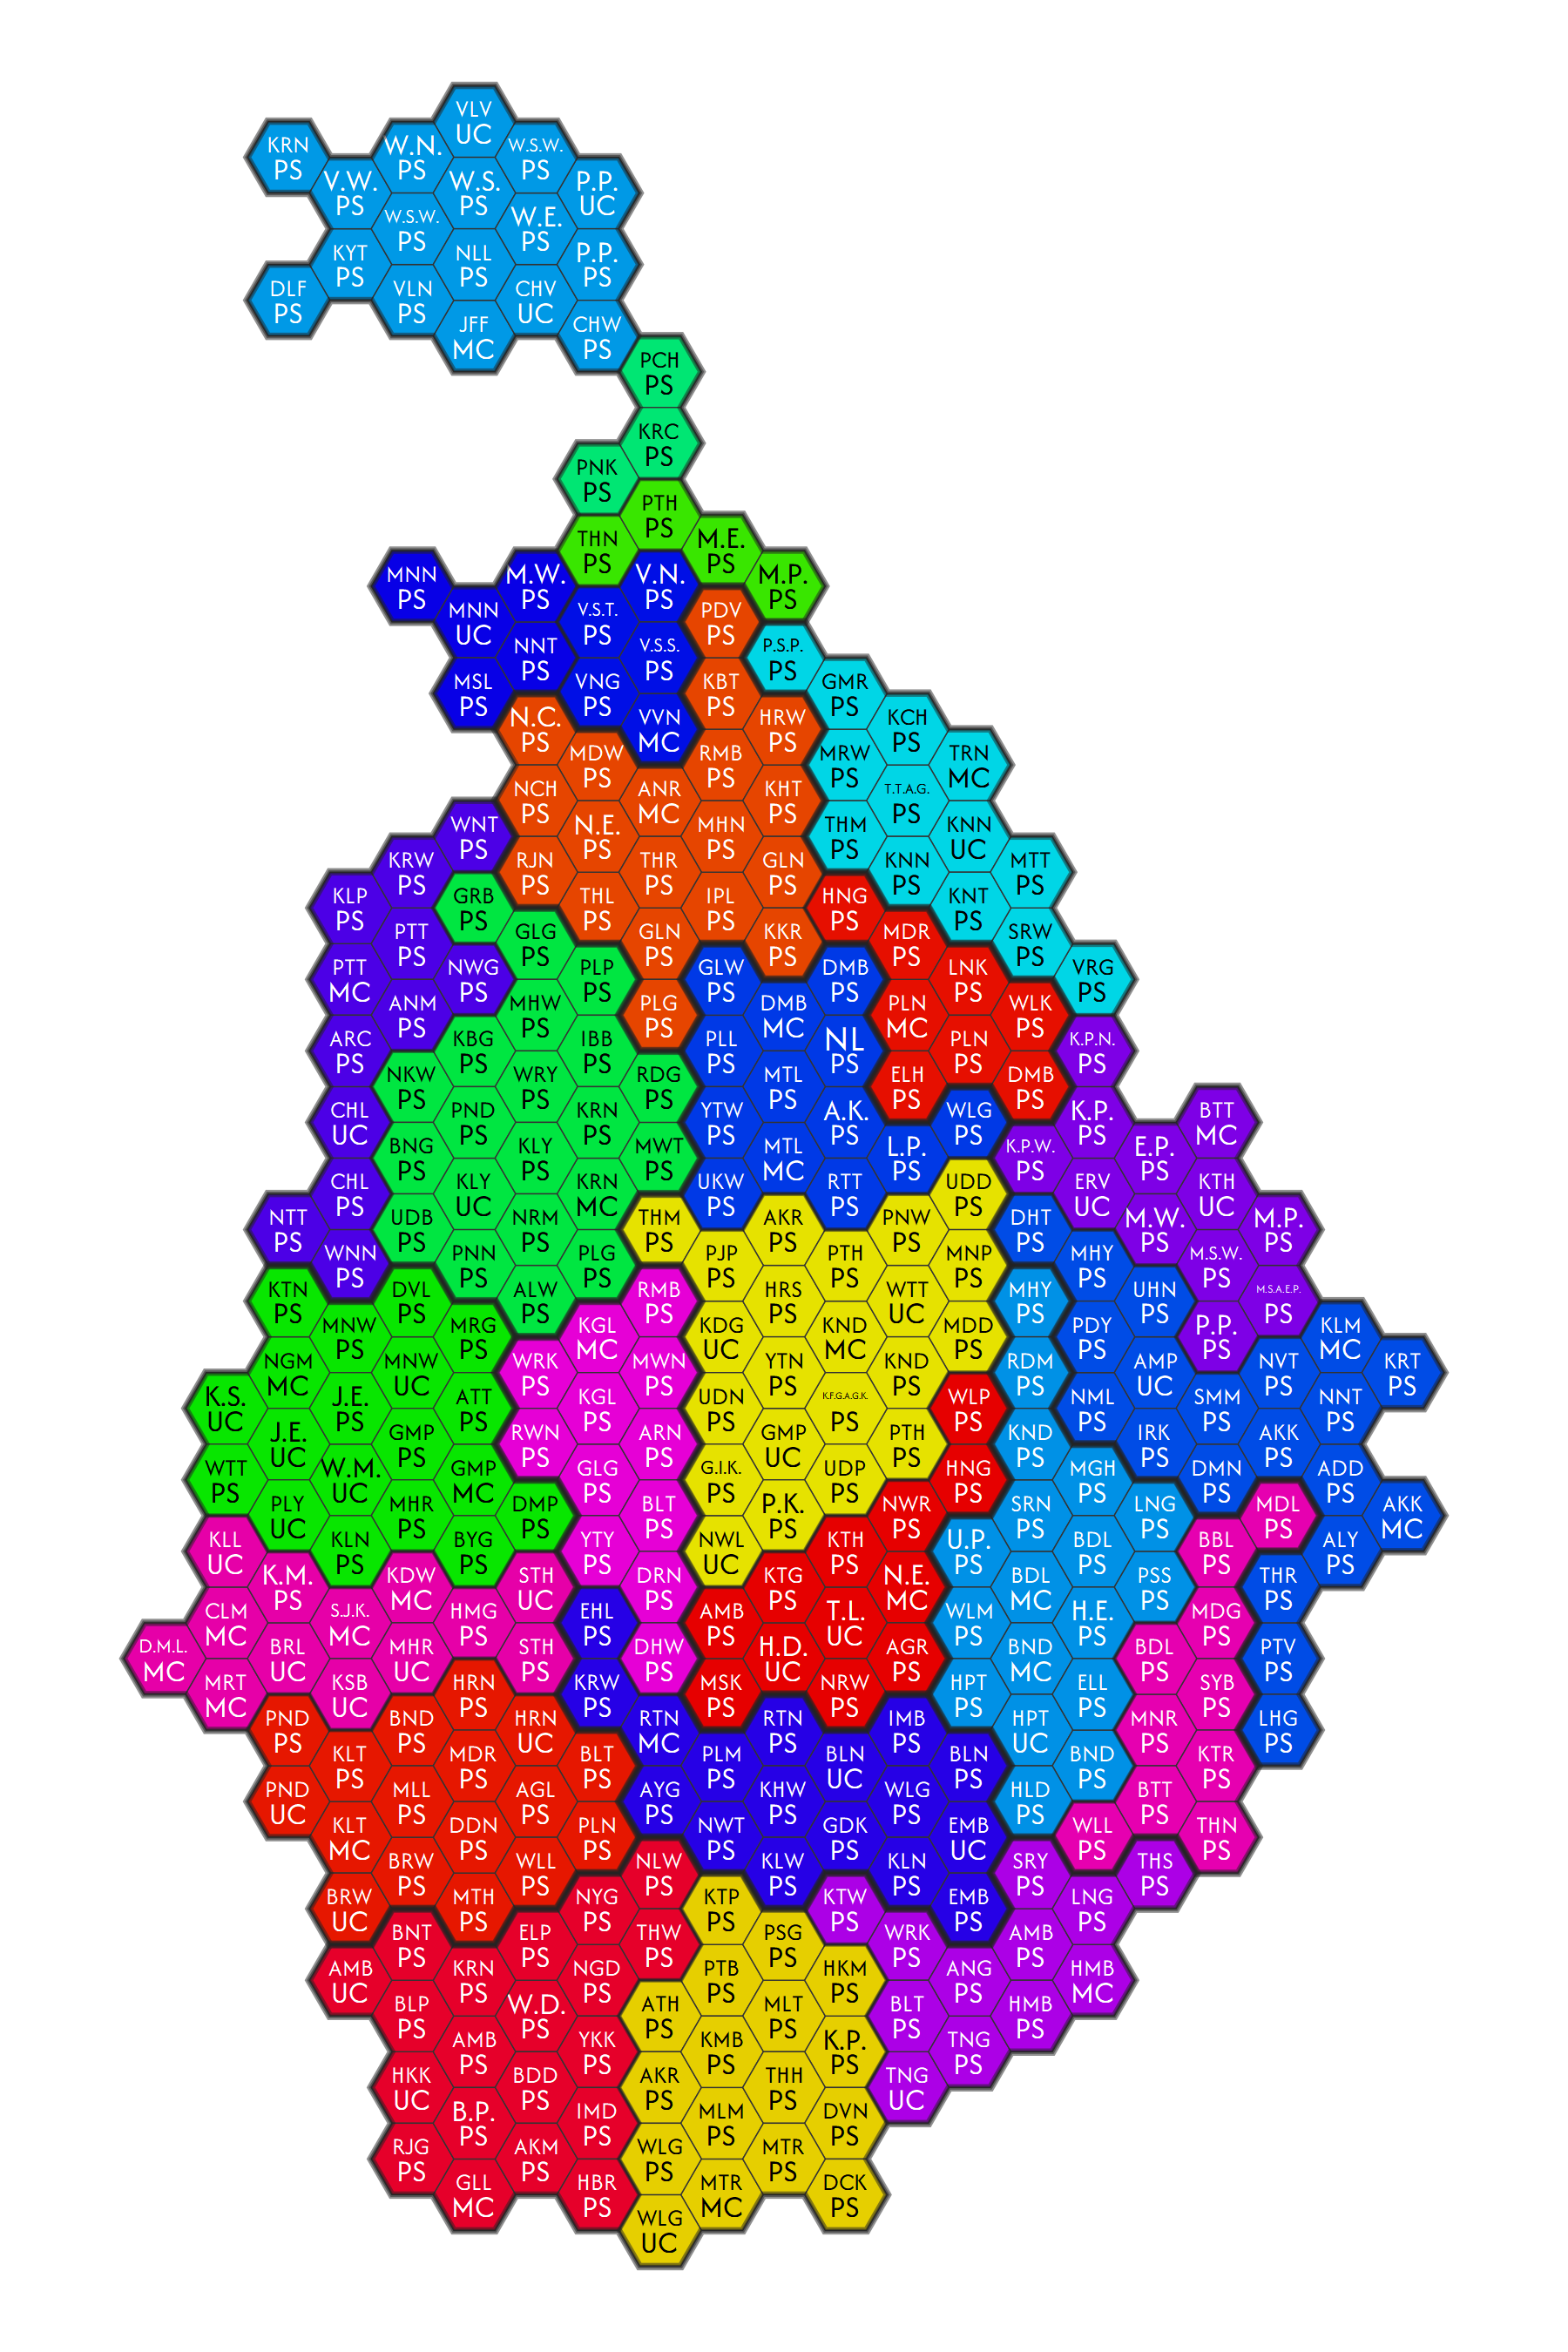 VLV
UC
KRN W.N. W.S.W.
PS PS PS
V.W. W.S. P.P.
PS PS UC
W.S.W. W.E.
PS PS
KYT NLL P.P.
PS PS PS
DLF VLN CHV
PS PS UC
JFF CHW
MC PS
PCH
PS
KRC
PS
PNK
PS
PTH
PS
THN M.E.
PS PS
MNN M.W. V.N. M.P.
PS PS PS PS
MNN V.S.T. PDV
UC PS PS
NNT V.S.S. P.S.P.
PS PS PS
MSL VNG KBT GMR
PS PS PS PS
N.C. VVN HRW KCH
PS MC PS PS
MDW RMB MRW TRN
PS PS PS MC
NCH ANR KHT T.T.A.G.
PS MC PS PS
WNT N.E. MHN THM KNN
PS PS PS PS UC
KRW RJN THR GLN KNN MTT
PS PS PS PS PS PS
KLP GRB THL IPL HNG KNT
PS PS PS PS PS PS
PTT GLG GLN KKR MDR SRW
PS PS PS PS PS PS
PTT NWG PLP GLW DMB LNK VRG
MC PS PS PS PS PS PS
ANM MHW PLG DMB PLN WLK
PS PS PS MC MC PS
ARC KBG IBB PLL NL PLN K.P.N.
PS PS PS PS PS PS PS
NKW WRY RDG MTL ELH DMB
PS PS PS PS PS PS
CHL PND KRN YTW A.K. WLG K.P. BTT
UC PS PS PS PS PS PS MC
BNG KLY MWT MTL L.P. K.P.W. E.P.
PS PS PS MC PS PS PS
CHL KLY KRN UKW RTT UDD ERV KTH
PS UC MC PS PS PS UC UC
NTT UDB NRM THM AKR PNW DHT M.W. M.P.
PS PS PS PS PS PS PS PS PS
WNN PNN PLG PJP PTH MNP MHY M.S.W.
PS PS PS PS PS PS PS PS
KTN DVL ALW RMB HRS WTT MHY UHN M.S.A.E.P.
PS PS PS PS PS UC PS PS PS
MNW MRG KGL KDG KND MDD PDY P.P. KLM
PS PS MC UC MC PS PS PS MC
NGM MNW WRK MWN YTN KND RDM AMP NVT KRT
MC UC PS PS PS PS PS UC PS PS
K.S. J.E. ATT KGL UDN K.F.G.A.G.K. WLP NML SMM NNT
UC PS PS PS PS PS PS PS PS PS
J.E. GMP RWN ARN GMP PTH KND IRK AKK
UC PS PS PS UC PS PS PS PS
WTT W.M. GMP GLG G.I.K. UDP HNG MGH DMN ADD
PS UC MC PS PS PS PS PS PS PS
PLY MHR DMP BLT P.K. NWR SRN LNG MDL AKK
UC PS PS PS PS PS PS PS PS MC
KLL KLN BYG YTY NWL KTH U.P. BDL BBL ALY
UC PS PS PS UC PS PS PS PS PS
K.M. KDW STH DRN KTG N.E. BDL PSS THR
PS MC UC PS PS MC MC PS PS
CLM S.J.K. HMG EHL AMB T.L. WLM H.E. MDG
MC MC PS PS PS UC PS PS PS
D.M.L. BRL MHR STH DHW H.D. AGR BND BDL PTV
MC UC UC PS PS UC PS MC PS PS
MRT KSB HRN KRW MSK NRW HPT ELL SYB
MC UC PS PS PS PS PS PS PS
PND BND HRN RTN RTN IMB HPT MNR LHG
PS PS UC MC PS PS UC PS PS
KLT MDR BLT PLM BLN BLN BND KTR
PS PS PS PS UC PS PS PS
PND MLL AGL AYG KHW WLG HLD BTT
UC PS PS PS PS PS PS PS
KLT DDN PLN NWT GDK EMB WLL THN
MC PS PS PS PS UC PS PS
BRW WLL NLW KLW KLN SRY THS
PS PS PS PS PS PS PS
BRW MTH NYG KTP KTW EMB LNG
UC PS PS PS PS PS PS
BNT ELP THW PSG WRK AMB
PS PS PS PS PS PS
AMB KRN NGD PTB HKM ANG HMB
UC PS PS PS PS PS MC
BLP W.D. ATH MLT BLT HMB
PS PS PS PS PS PS
AMB YKK KMB K.P. TNG
PS PS PS PS PS
HKK BDD AKR THH TNG
UC PS PS PS UC
B.P. IMD MLM DVN
PS PS PS PS
RJG AKM WLG MTR
PS PS PS PS
GLL HBR MTR DCK
MC PS MC PS
WLG
UC